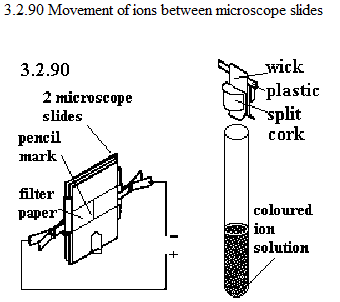 3.2.90 Movement of ions between microscope slides
3.2.90
2 microscope
slides
pencil
mark
filter
paper
-
+
wick
plastic
split
cork
coloured
ion
solution